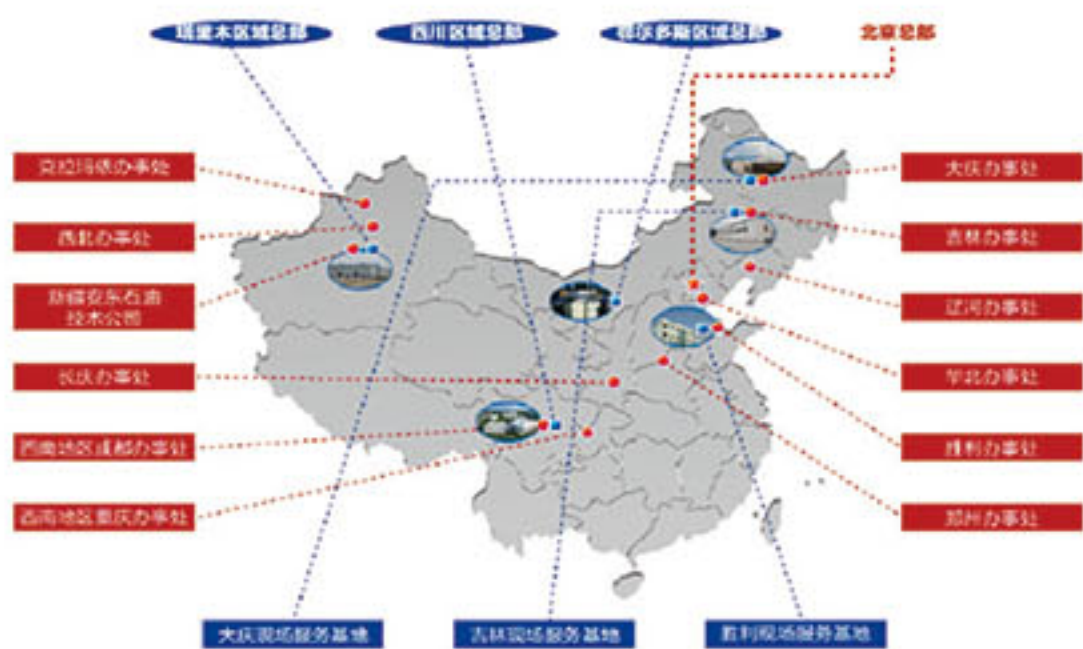 塔里木区域总部
四川区域总部
鄂尔多斯区域总部
北京总部
克拉玛依办事处
西北办事处
新疆安东石油
技术公司
长庆办事处
西南地区成都办事处
西南地区重庆办事处
大庆办事处
吉林办事处
辽河办事处
华北办事处
胜利办事处
郑州办事处
大庆现场服务基地
吉林现场服务基地
胜利现场服务基地